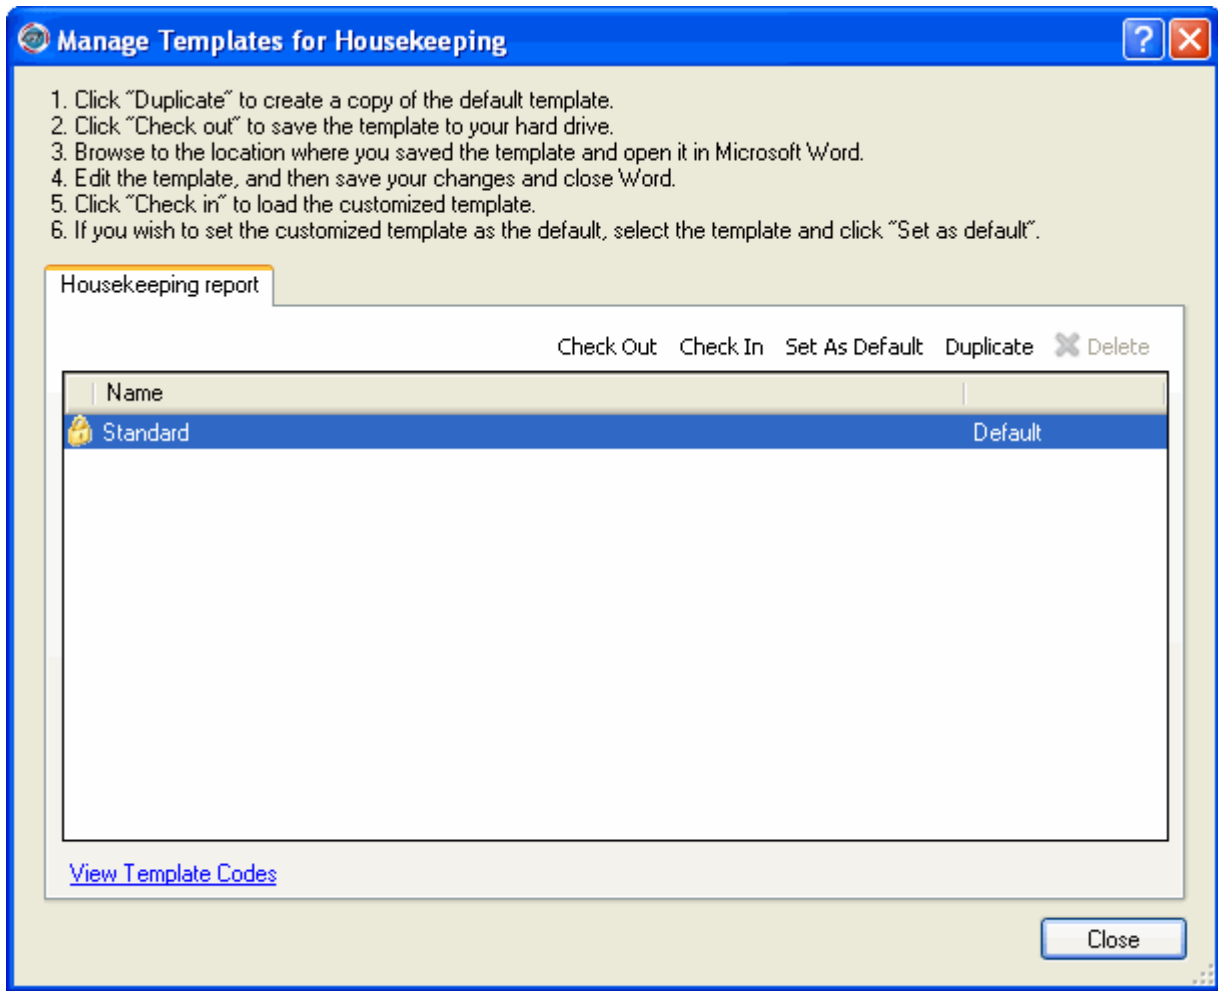 Manage Templates for Housekeeping
?
1. Click "Duplicate" to create a copy of the default template.
2. Click "Check out" to save the template to your hard drive.
3. Browse to the location where you saved the template and open it in Microsoft Word.
4. Edit the template, and then save your changes and close Word.
5. Click "Check in" to load the customized template.
6. If you wish to set the customized template as the default, select the template and click "Set as default".
Housekeeping report
Check Out Check In Set As Default Duplicate Delete
Name
Standard Default
View Template Codes
Close